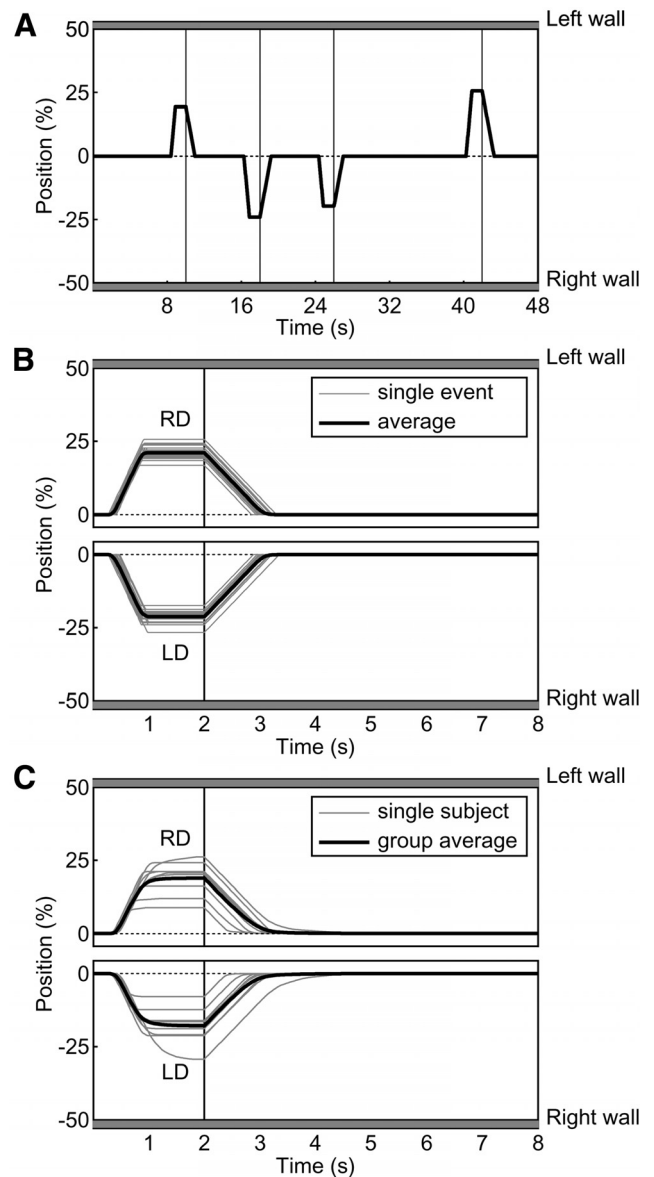 A
Left wall
50
25
0
-25
-50
Position (%)
Right wall
8 16 24 32 40 48
Time (s)
B
Left wall
50
25
0
RD
single event
average
Position (%)
0
-25
-50
LD
Right wall
1 2 3 4 5 6 7 8
Time (s)
C
Left wall
50
25
0
RD
single subject
group average
Position (%)
0
-25
-50
LD
Right wall
1 2 3 4 5 6 7 8
Time (s)